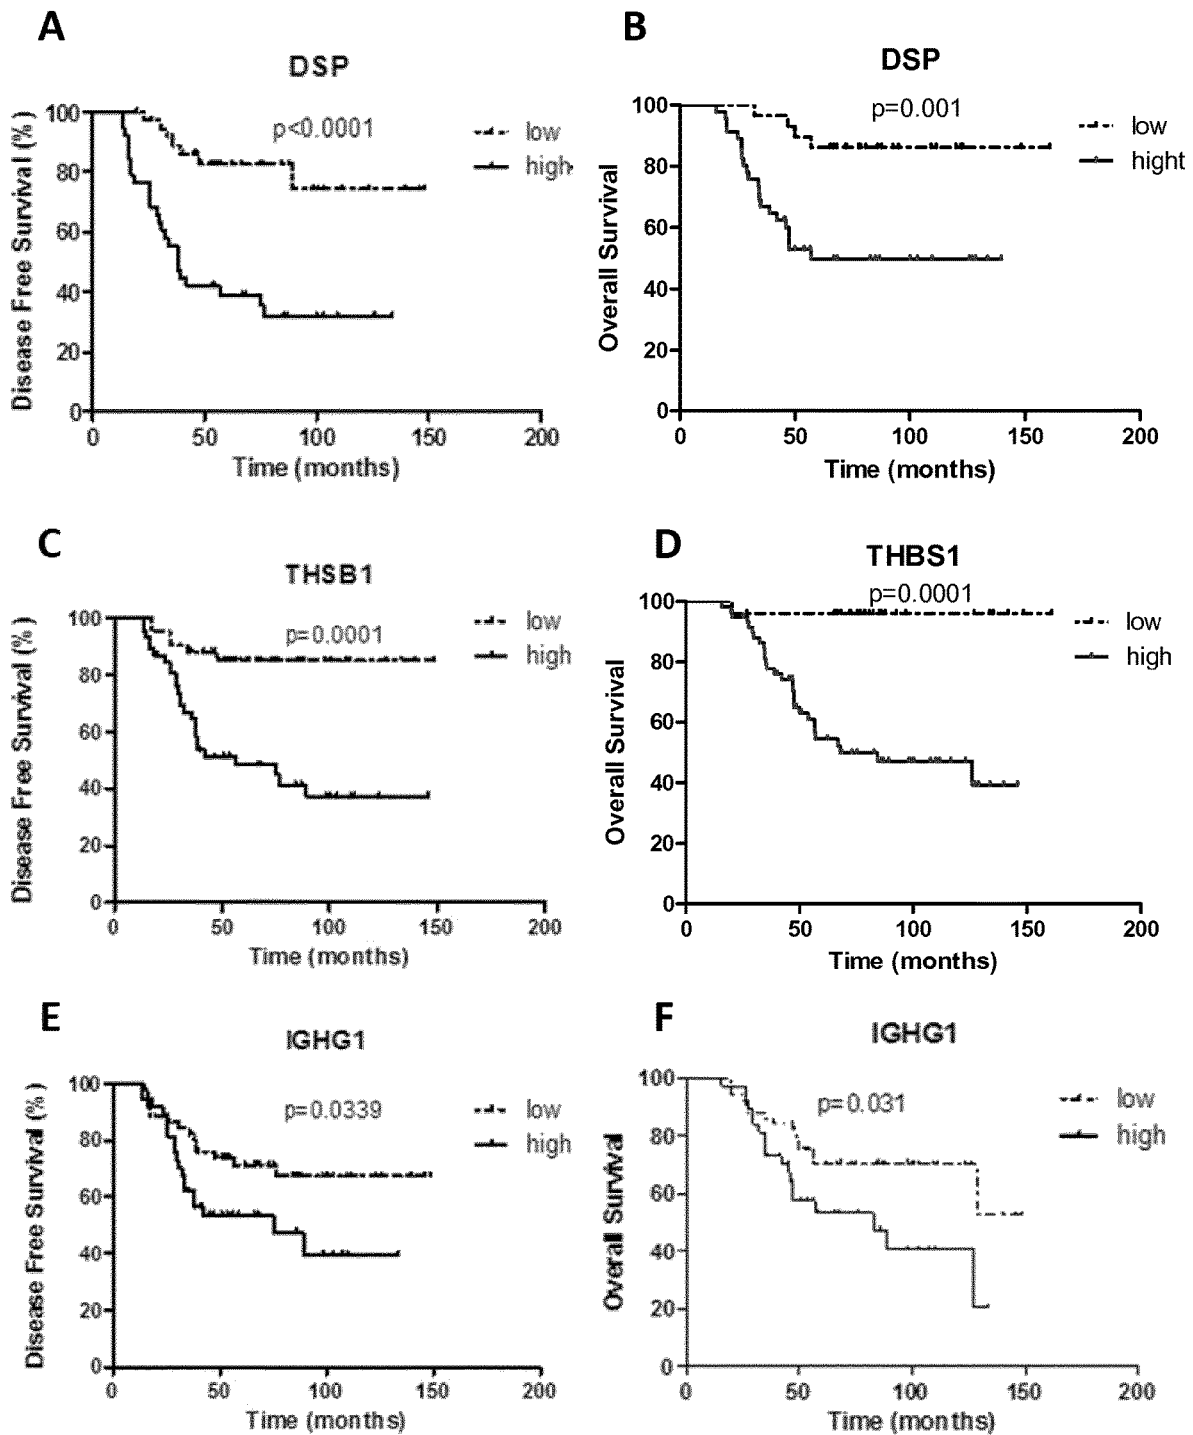 A
DSP
p<0.0001
low
high
Disease Free Survival (%)
100
80
60
40
20
0
0 50 100 150 200
Time (months)
B
DSP
p=0.001
low
hight
Overall Survival
100
80
60
40
20
0
0 50 100 150 200
Time (months)
C
THSB1
p=0.0001
low
high
Disease Free Survival (%)
100
80
60
40
20
0
0 50 100 150 200
Time (months)
D
THBS1
p=0.0001
low
high
Overall Survival
100
80
60
40
20
0
0 50 100 150 200
Time (months)
E
IGHG1
p=0.0339
low
high
Disease Free Survival (%)
100
80
60
40
20
0
0 50 100 150 200
Time (months)
F
IGHG1
p=0.031
low
high
Overall Survival
100
80
60
40
20
0
0 50 100 150 200
Time (months)